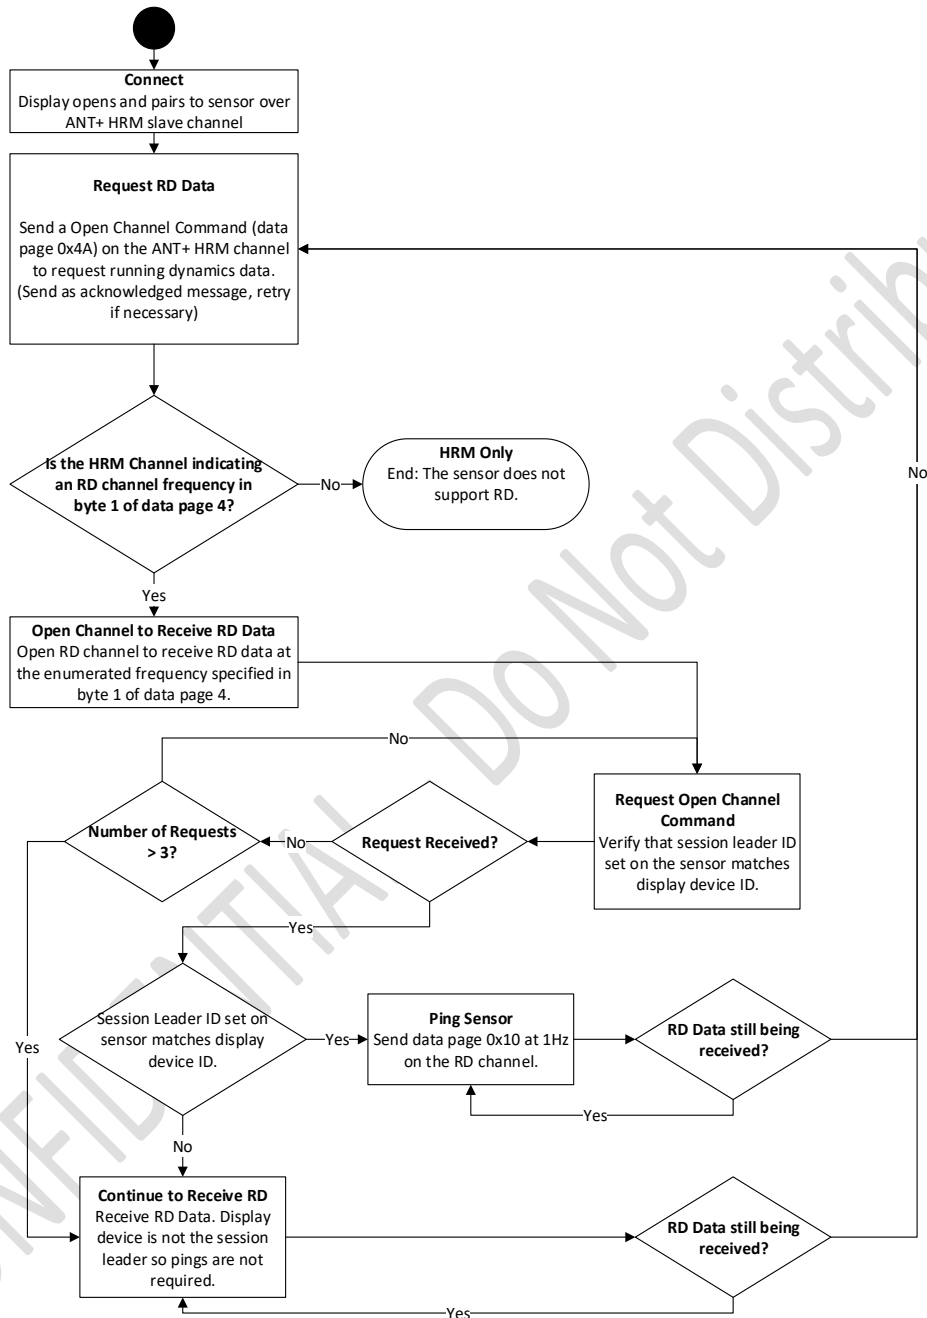 Connect
Display opens and pairs to sensor over
ANT+ HRM slave channel
Request RD Data
Send a Open Channel Command (data
page 0x4A) on the ANT+ HRM channel
to request running dynamics data.
(Send as acknowledged message, retry
if necessary)
Is the HRM Channel indicating
an RD channel frequency in
byte 1 of data page 4?
No
HRM Only
End: The sensor does not
support RD.
No
Yes
Open Channel to Receive RD Data
Open RD channel to receive RD data at
the enumerated frequency specified in
byte 1 of data page 4.
No
Request Open Channel
Command
Verify that session leader ID
set on the sensor matches
display device ID.
Request Received?
No
Number of Requests
> 3?
Yes
Session Leader ID set on
sensor matches display
device ID.
Yes
Ping Sensor
Send data page 0x10 at 1Hz
on the RD channel.
RD Data still being
received?
Yes
Yes
No
Continue to Receive RD
Receive RD Data. Display
device is not the session
leader so pings are not
required.
RD Data still being
received?
Yes
Do Not Distrib